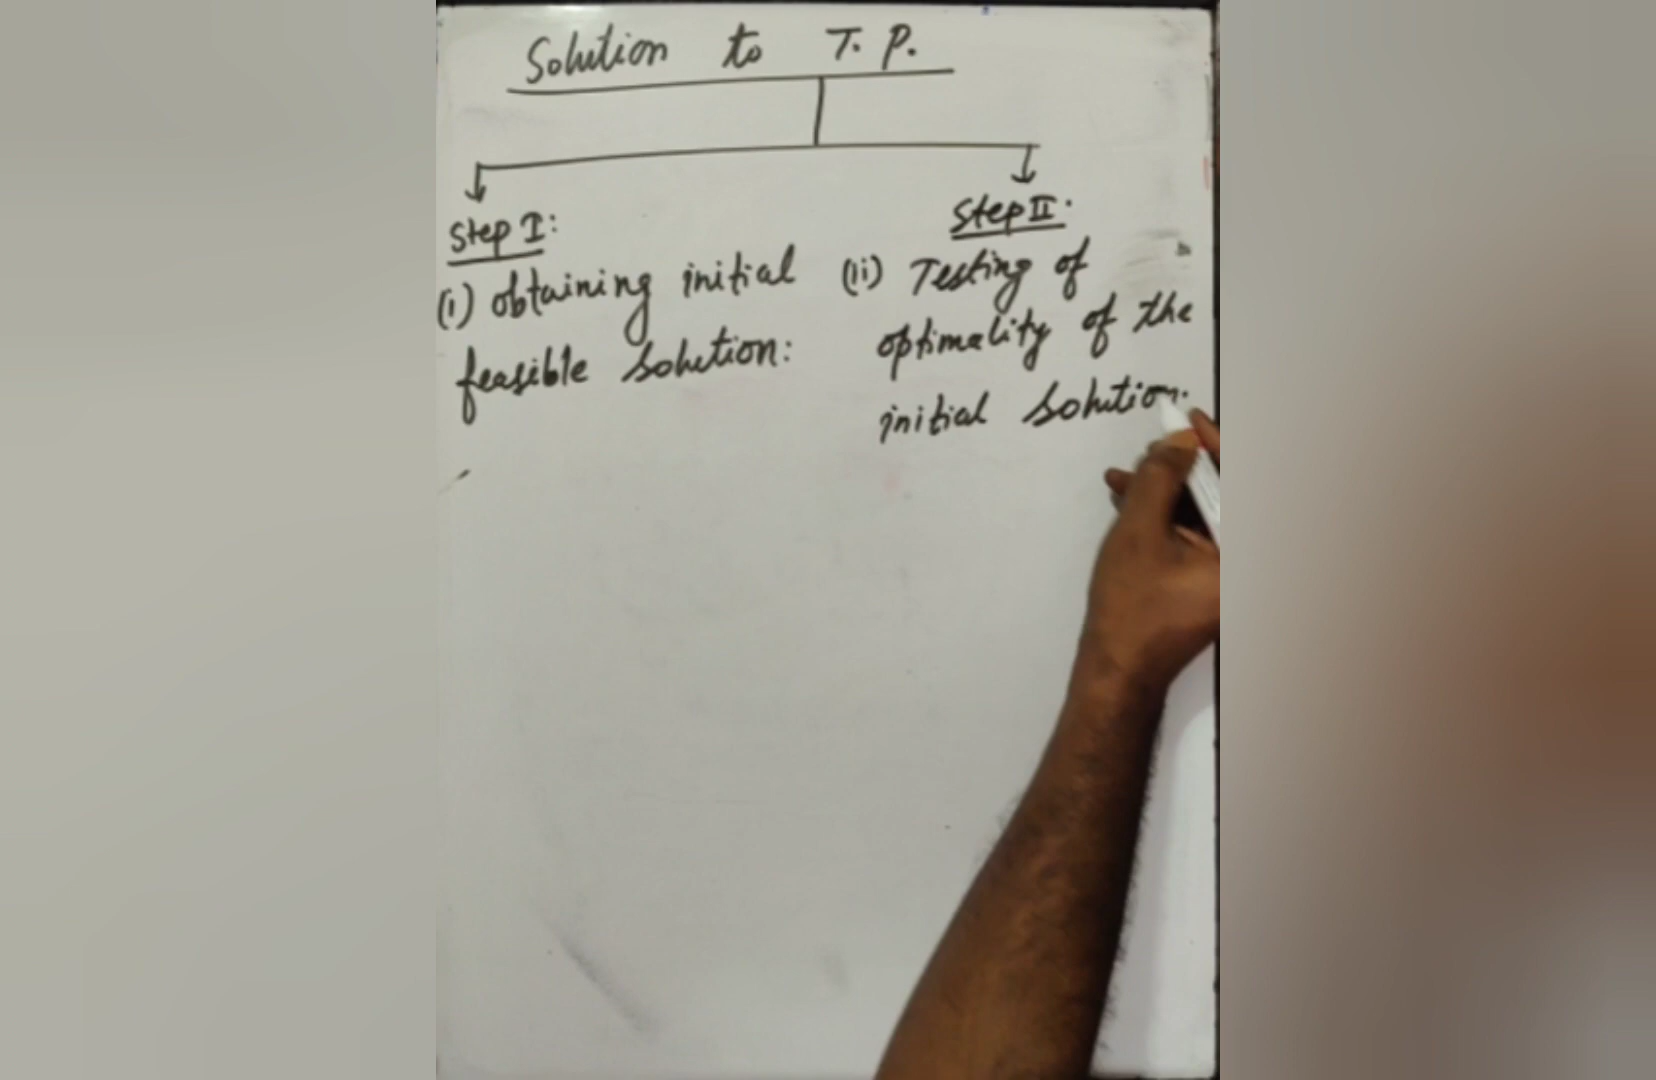 Solution to T. P.
Step I:
(i) obtaining initial
feasible solution:
Step II.
(ii) Testing of
optimality of the
initial solution.